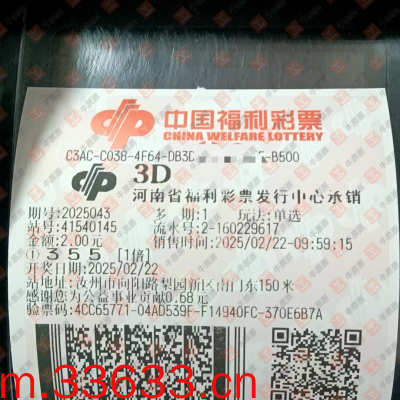 中国福利彩票
CHINA WELFARE LOTTERY
C3AC-C038-4F64-DB3D -B500
3D
河南省福利彩票发行中心承销
期号:2025043 多期:1 玩法:单选
站号:41540145 流水号:2-160229617
金额:2.00元 销售时间:2025/02/22-09:59:15
① 3 5 5 [1倍]
开奖日期:2025/02/22
站地址:汝州市向阳路梨园新区南门东150米
感谢您为公益事业贡献0.68元
验票码:4CC65771-04AD539F-F14940FC-370E6B7A
m.33633.cn